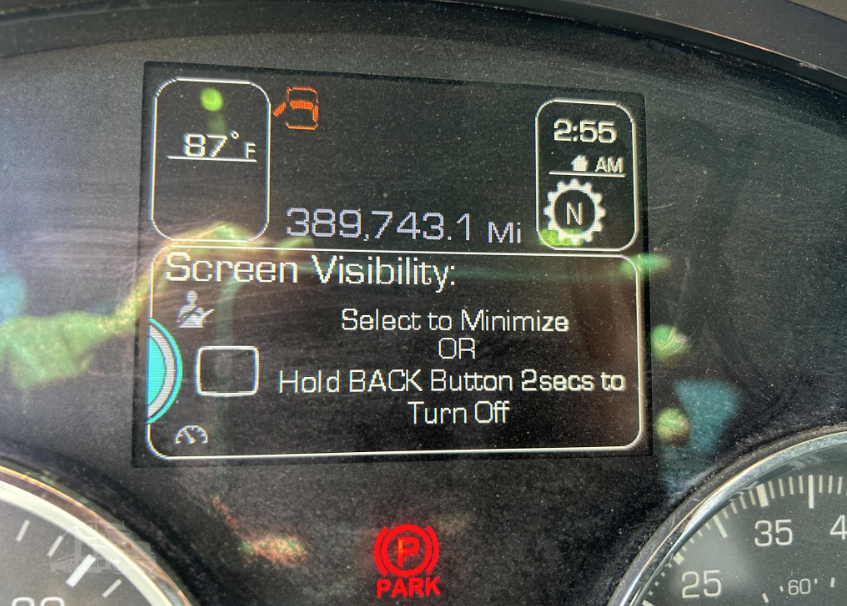 87°F
2:55
AM
N
389,743.1 Mi
Screen Visibility:
Select to Minimize
OR
Hold BACK Button 2secs to
Turn Off
P
PARK
35
25
60